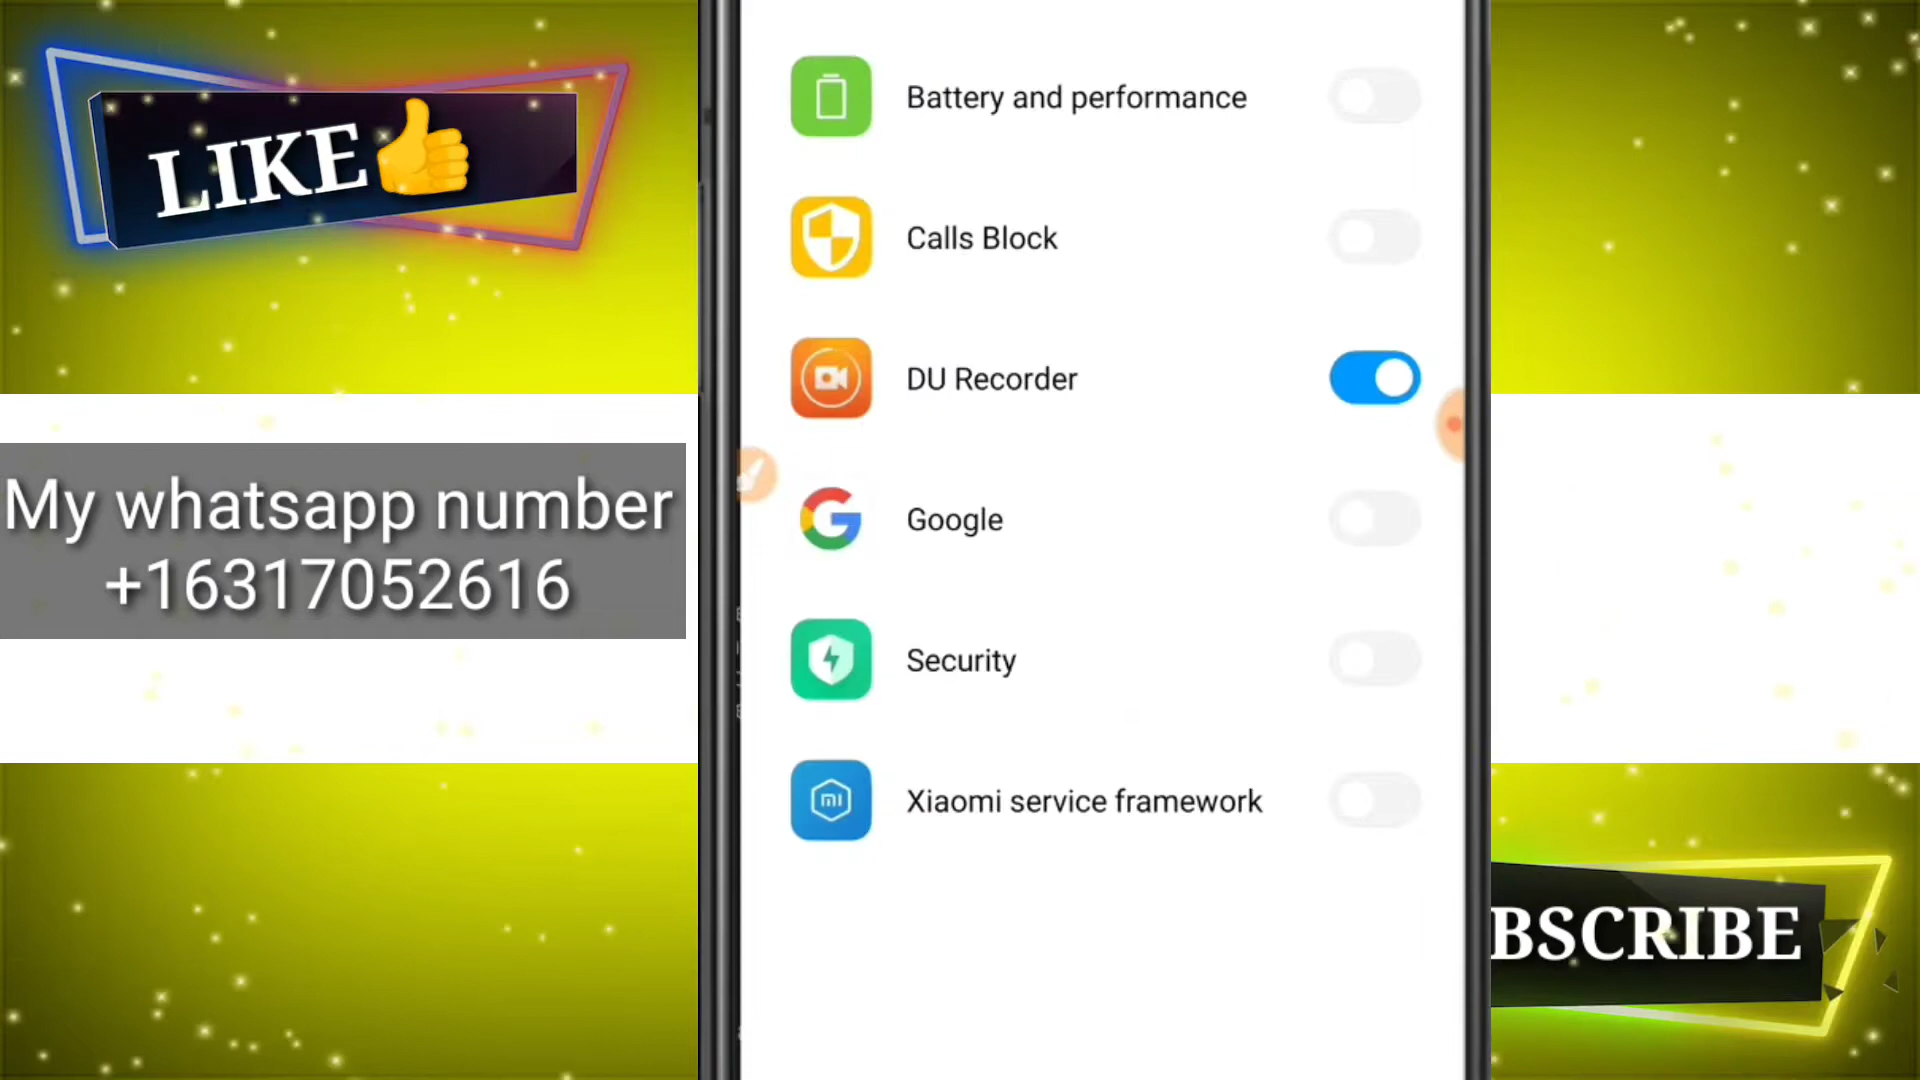 LIKE👍
My whatsapp number
+16317052616
Battery and performance
Calls Block
DU Recorder
Google
Security
Xiaomi service framework
BSCRIBE